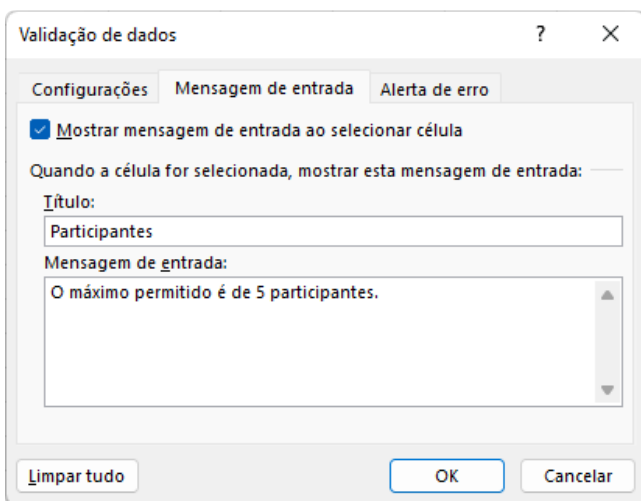 Validação de dados ?
Configurações Mensagem de entrada Alerta de erro
Mostrar mensagem de entrada ao selecionar célula
Quando a célula for selecionada, mostrar esta mensagem de entrada:
Título:
Participantes
Mensagem de entrada:
O máximo permitido é de 5 participantes.
Limpar tudo OK Cancelar